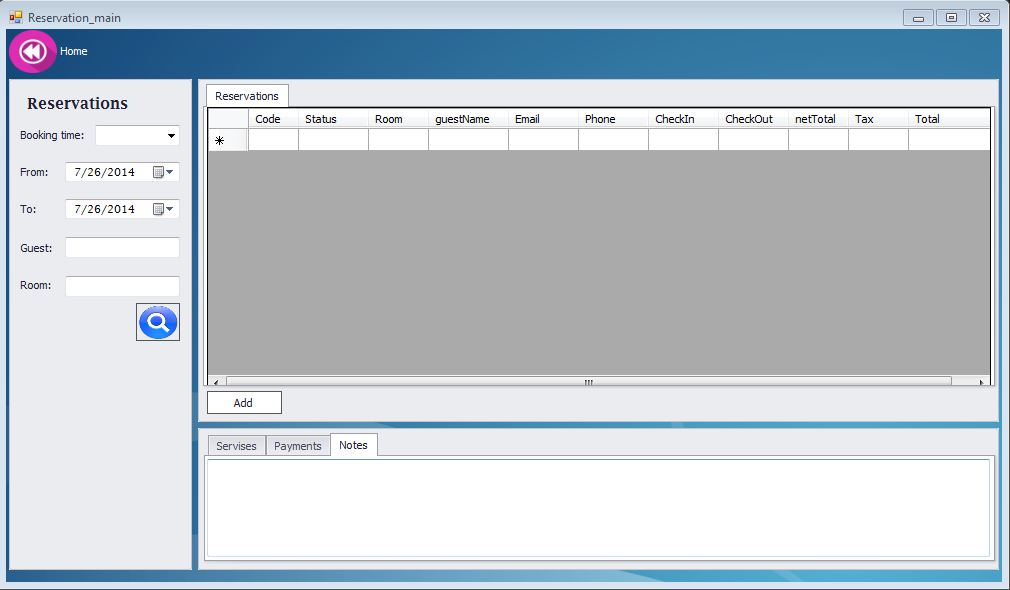 Reservation_main
Home
Reservations
Booking time:
From: 7/26/2014
To: 7/26/2014
Guest:
Room:
Reservations
Code Status Room guestName Email Phone CheckIn CheckOut netTotal Tax Total
Add
Servises Payments Notes